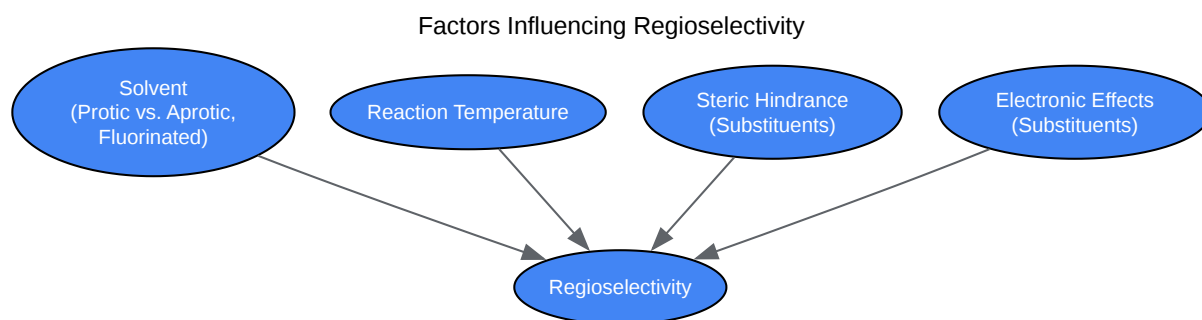 Factors Influencing Regioselectivity
Solvent
(Protic vs. Aprotic,
Fluorinated)
Reaction Temperature
Steric Hindrance
(Substituents)
Electronic Effects
(Substituents)
Regioselectivity